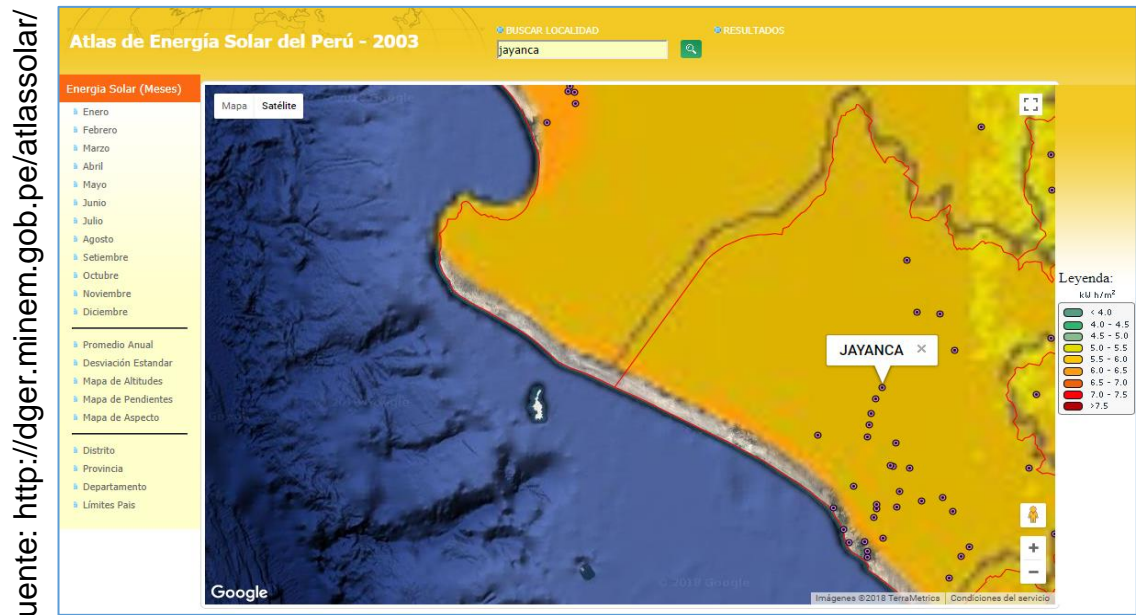 uente: http://dger.minem.gob.pe/atlassolar/
Atlas de Energía Solar del Perú - 2003
BUSCAR LOCALIDAD
jayanca
RESULTADOS
Energia Solar (Meses)
Enero
Febrero
Marzo
Abril
Mayo
Junio
Julio
Agosto
Setiembre
Octubre
Noviembre
Diciembre
Promedio Anual
Desviación Estandar
Mapa de Altitudes
Mapa de Pendientes
Mapa de Aspecto
Distrito
Provincia
Departamento
Límites Pais
Mapa Satélite
JAYANCA ×
Leyenda:
kW h/m²
< 4.0
4.0 - 4.5
4.5 - 5.0
5.0 - 5.5
5.5 - 6.0
6.0 - 6.5
6.5 - 7.0
7.0 - 7.5
>7.5
+
−
© 2018 Google
Google
Imágenes ©2018 TerraMetrics
Condiciones del servicio